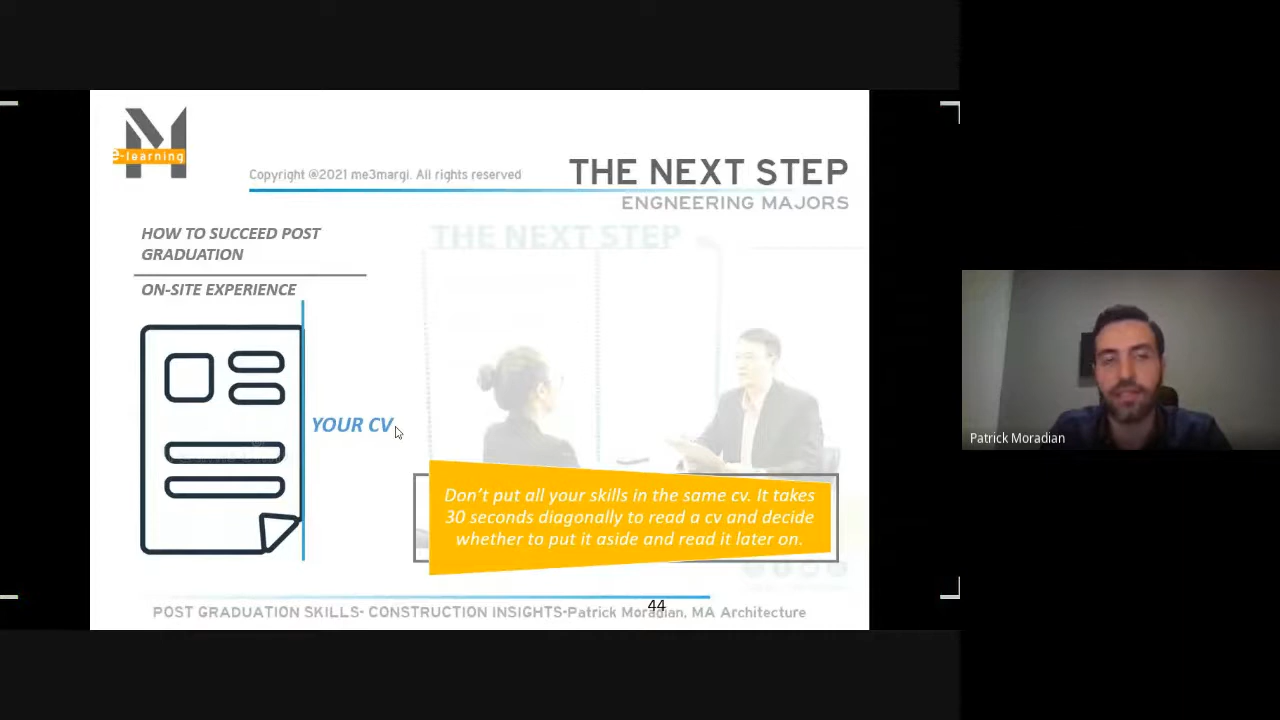 e-learning
Copyright @2021 me3margi. All rights reserved
THE NEXT STEP
ENGNEERING MAJORS
HOW TO SUCCEED POST
GRADUATION
ON-SITE EXPERIENCE
THE NEXT STEP
YOUR CV
Don't put all your skills in the same cv. It takes
30 seconds diagonally to read a cv and decide
whether to put it aside and read it later on.
44
POST GRADUATION SKILLS- CONSTRUCTION INSIGHTS-Patrick Moradian, MA Architecture
Patrick Moradian